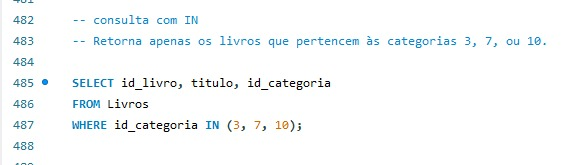 482 -- consulta com IN
483 -- Retorna apenas os livros que pertencem às categorias 3, 7, ou 10.
484
485 SELECT id_livro, titulo, id_categoria
486 FROM Livros
487 WHERE id_categoria IN (3, 7, 10);
488